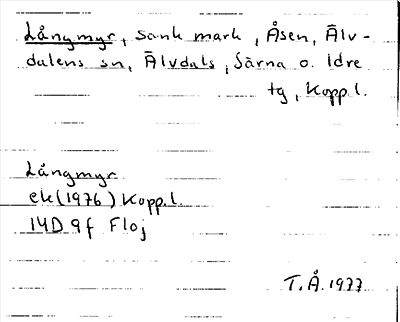 Långmyr, sank mark, Åsen, Älv-
dalens sn, Älvdals, Särna o. Idre
tg, Kopp.l.
Långmyr
ek (1976) Kopp.l.
14D 9f Floj
T.Å. 1977